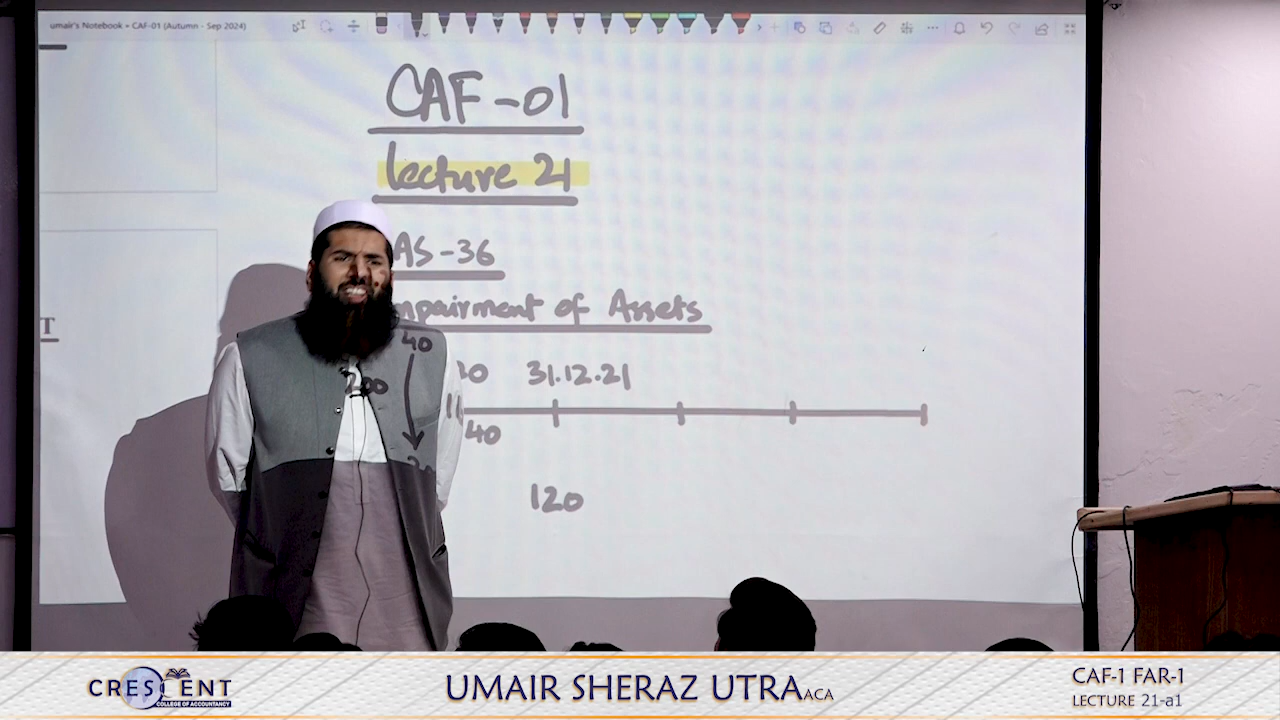 umair's Notebook » CAF-01 (Autumn - Sep 2024)
CAF-01
lecture 21
AS-36
mpairment of Assets
40
31.12.21
200
40
120
T
CRESCENT
COLLEGE OF ACCOUNTANCY
UMAIR SHERAZ UTRA ACA
CAF-1 FAR-1
LECTURE 21-a1